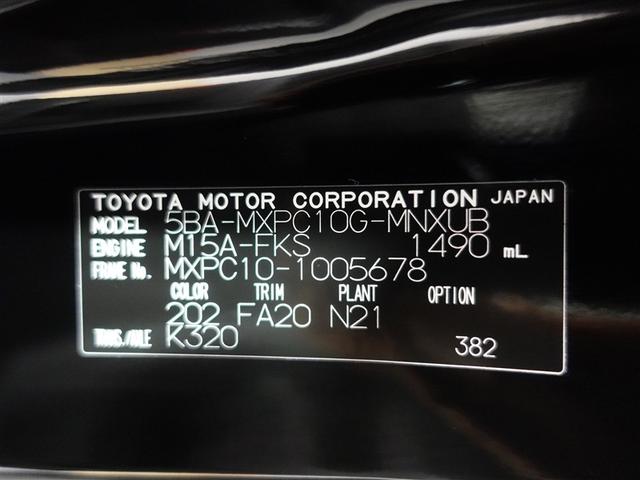 TOYOTA MOTOR CORPORATION JAPAN
MODEL 5BA-MXPC10G-MNXUB
ENGINE M15A-FKS 1490 mL
FRAME No. MXPC10-1005678
COLOR TRIM PLANT OPTION
202 FA20 N21
TRANS./AXLE K320 382